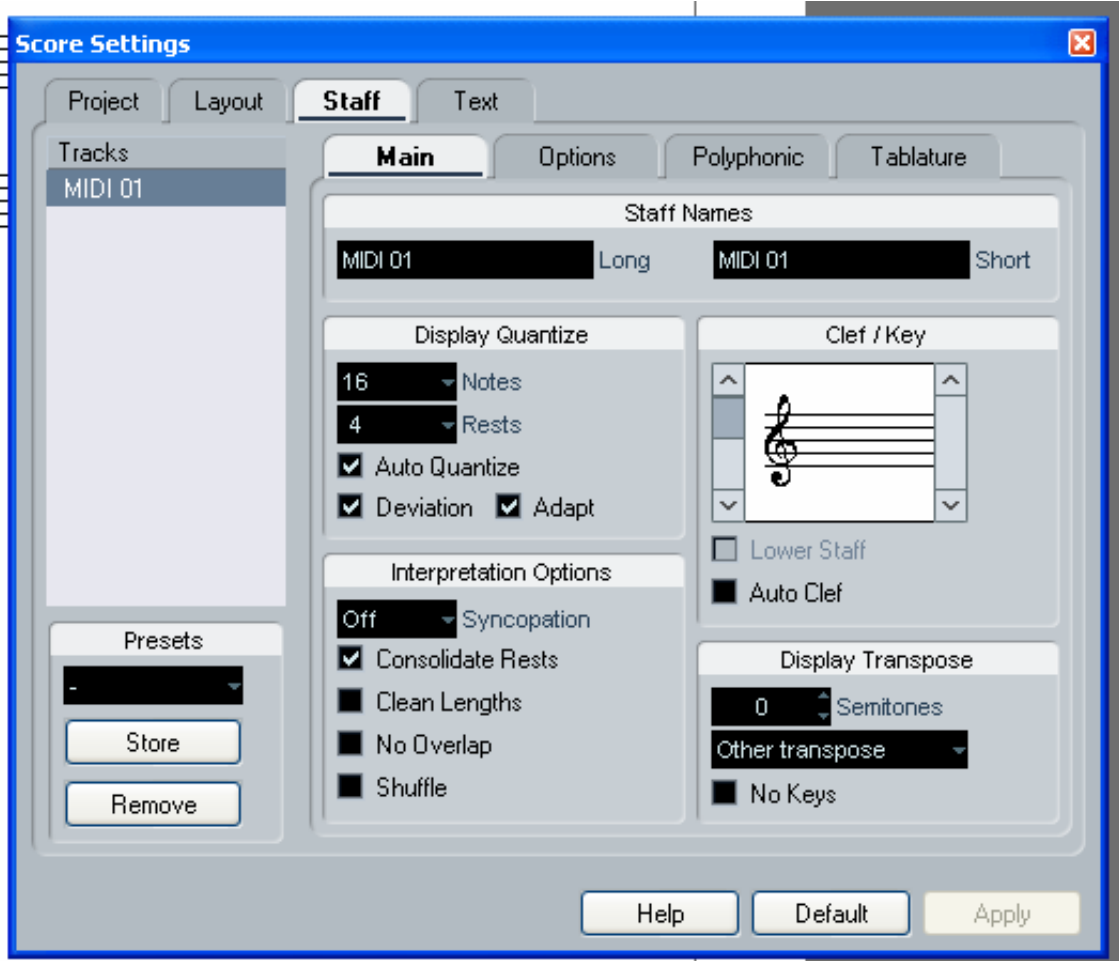 Score Settings
Project Layout Staff Text
Tracks
MIDI 01
Main Options Polyphonic Tablature
Staff Names
MIDI 01 Long MIDI 01 Short
Display Quantize
16 Notes
4 Rests
Auto Quantize
Deviation Adapt
Clef / Key
Lower Staff
Auto Clef
Interpretation Options
Off Syncopation
Consolidate Rests
Clean Lengths
No Overlap
Shuffle
Display Transpose
0 Semitones
Other transpose
No Keys
Presets
-
Store
Remove
Help Default Apply